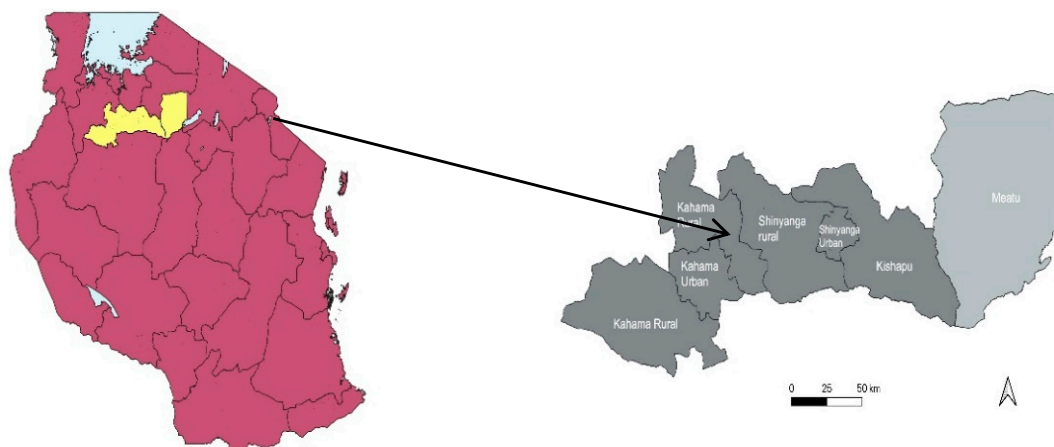 Kahama
Rural
Shinyanga
rural
Shinyanga
Urban
Meatu
Kahama
Urban
Kishapu
Kahama Rural
0 25 50 km